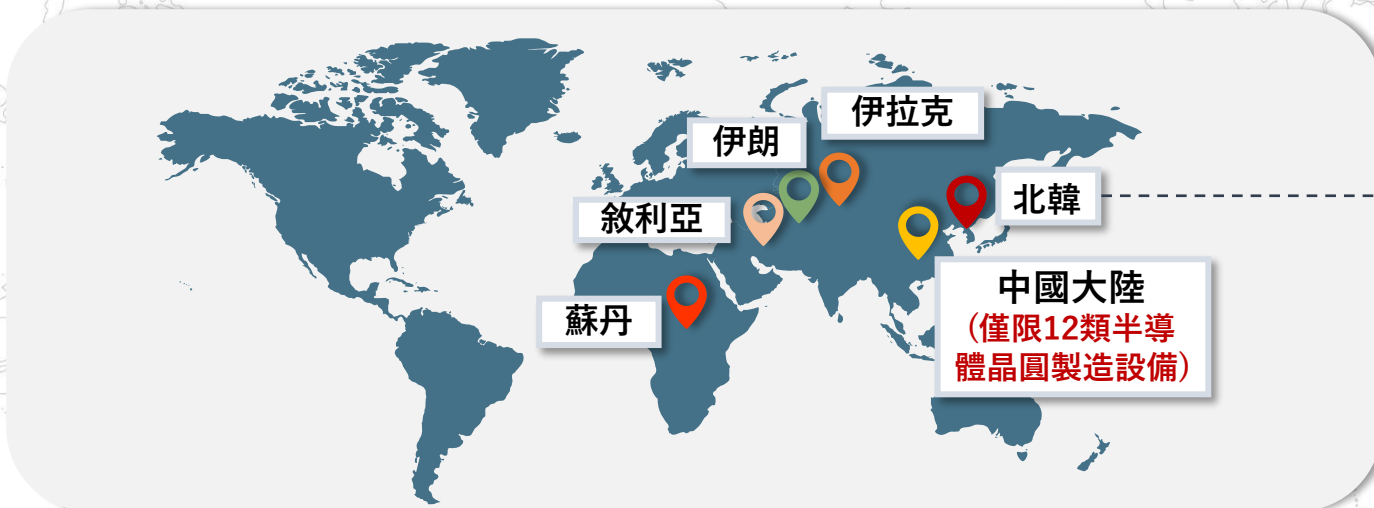 伊拉克
伊朗
北韓
敘利亞
中國大陸
(僅限12類半導
體晶圓製造設備)
蘇丹